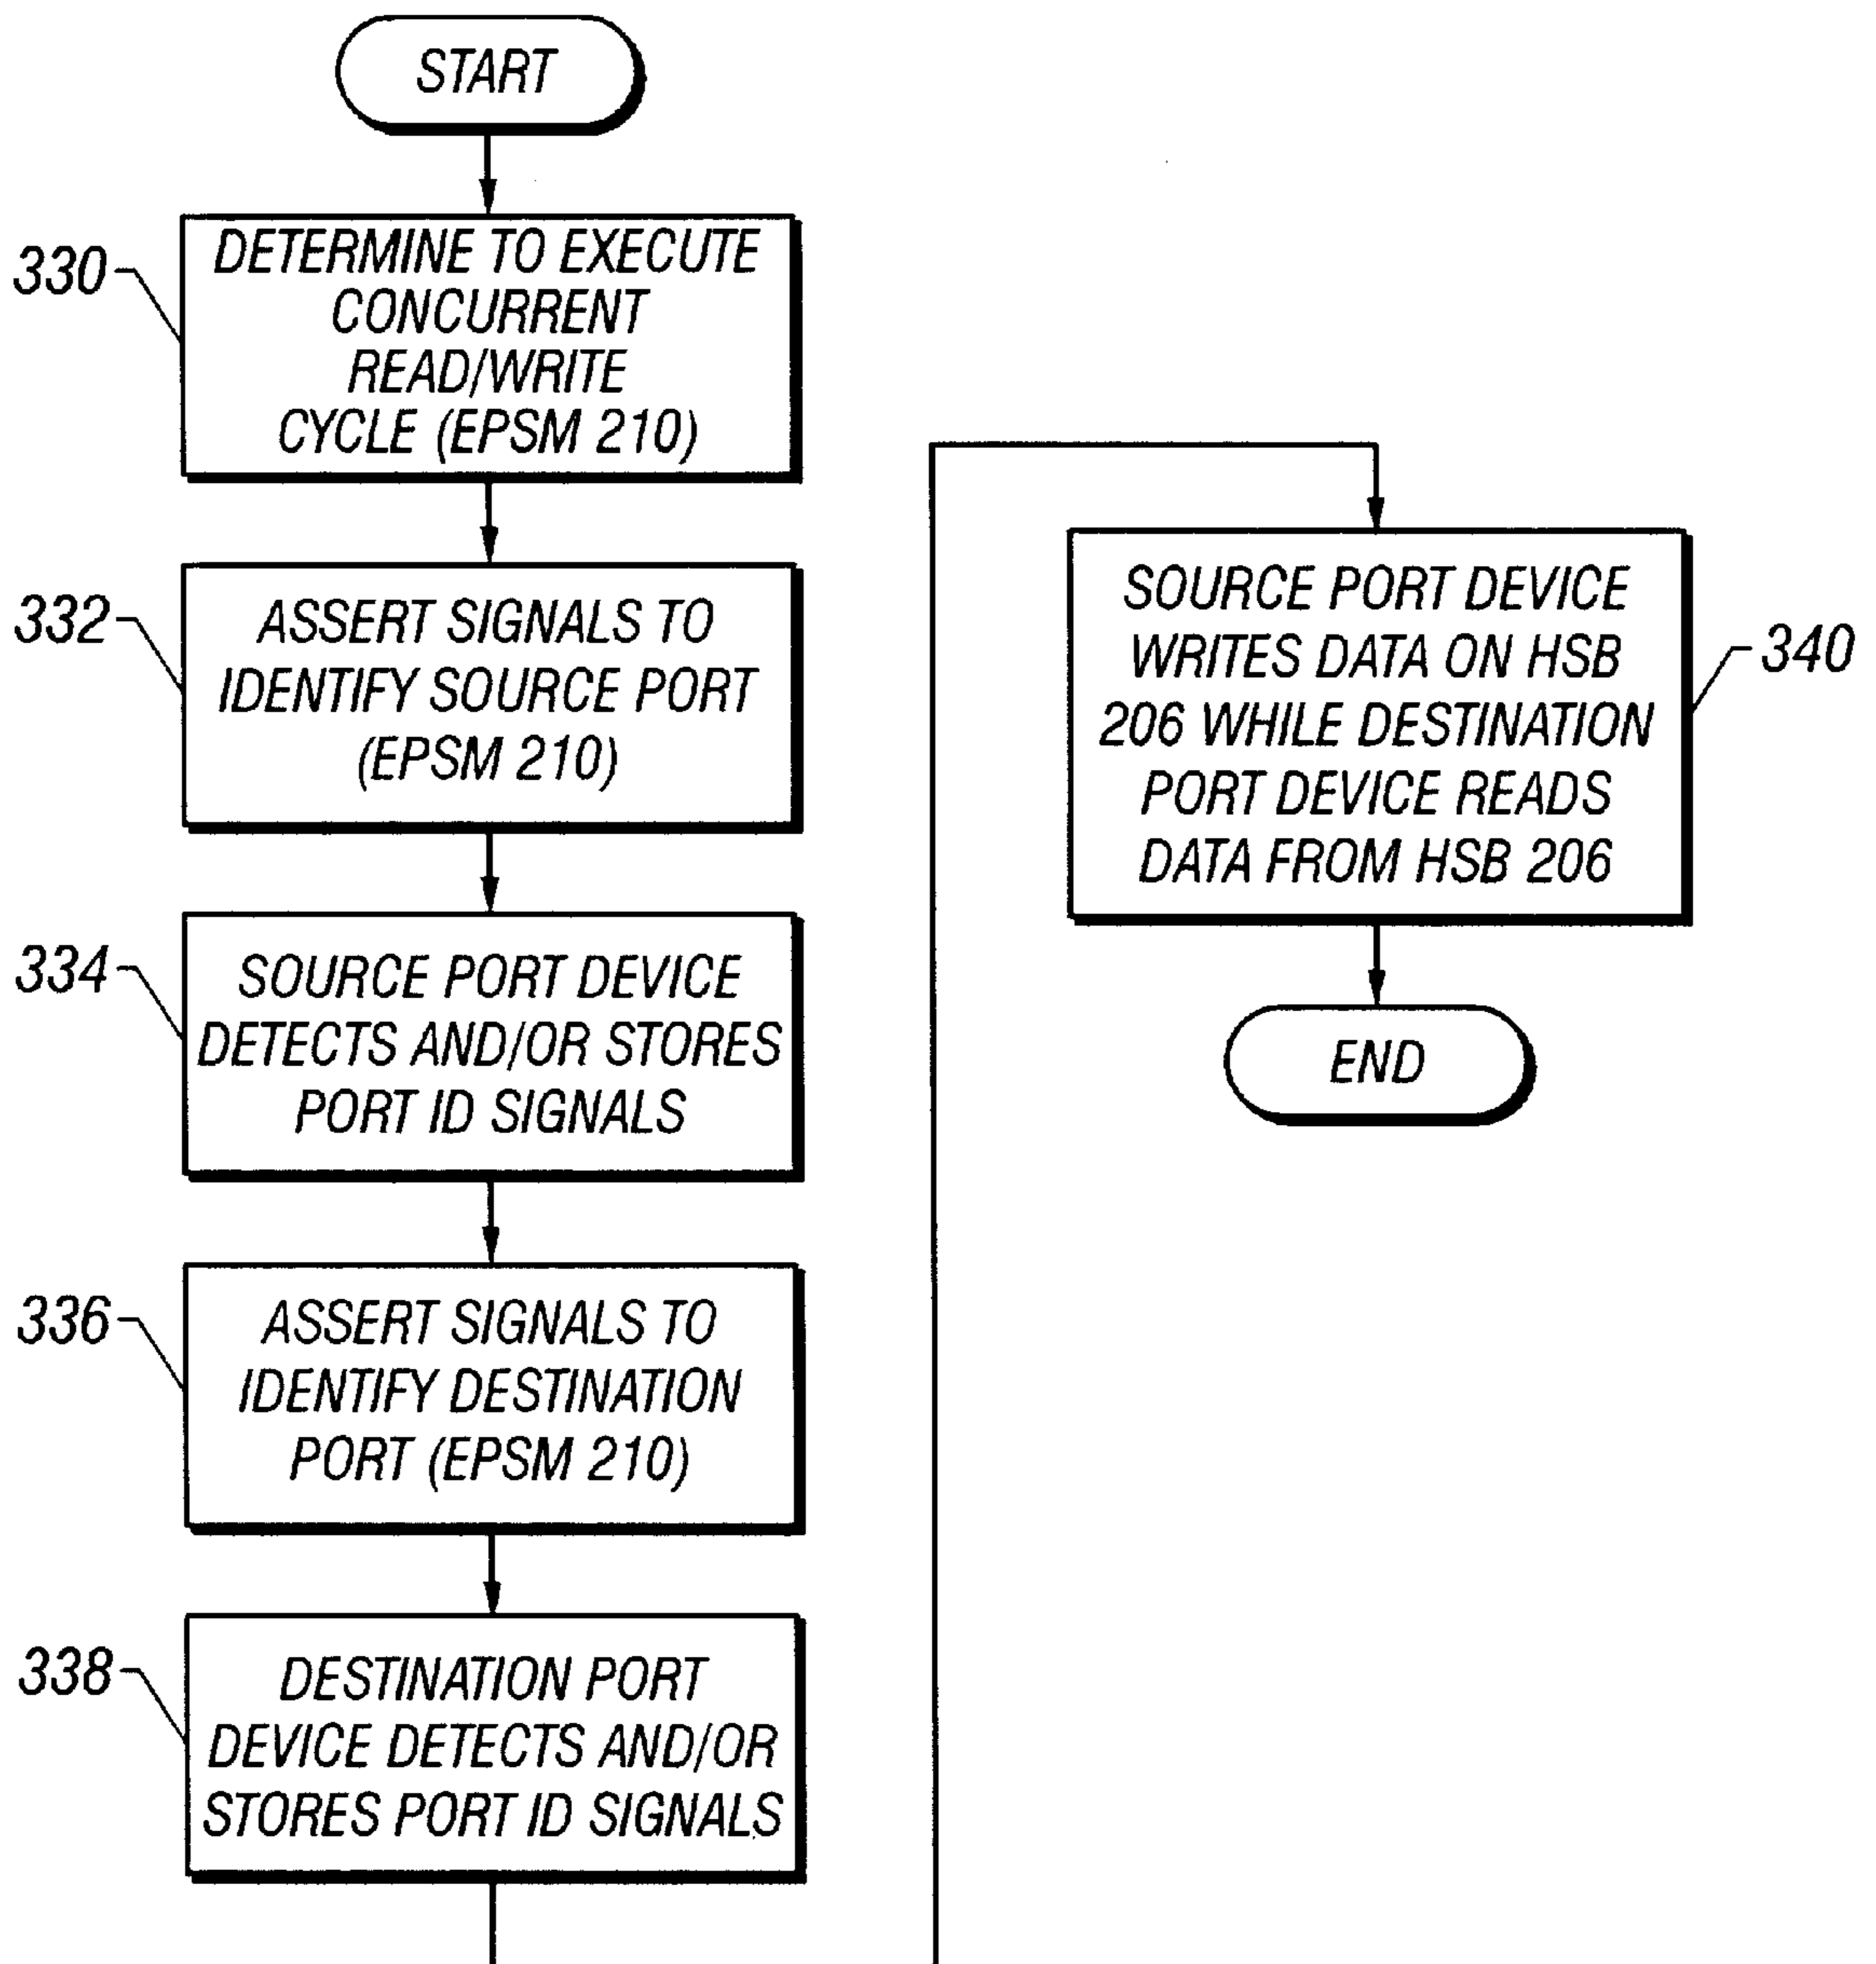 START
330
DETERMINE TO EXECUTE
CONCURRENT
READ/WRITE
CYCLE (EPSM 210)
332
ASSERT SIGNALS TO
IDENTIFY SOURCE PORT
(EPSM 210)
334
SOURCE PORT DEVICE
DETECTS AND/OR STORES
PORT ID SIGNALS
336
ASSERT SIGNALS TO
IDENTIFY DESTINATION
PORT (EPSM 210)
338
DESTINATION PORT
DEVICE DETECTS AND/OR
STORES PORT ID SIGNALS
SOURCE PORT DEVICE
WRITES DATA ON HSB
206 WHILE DESTINATION
PORT DEVICE READS
DATA FROM HSB 206
340
END